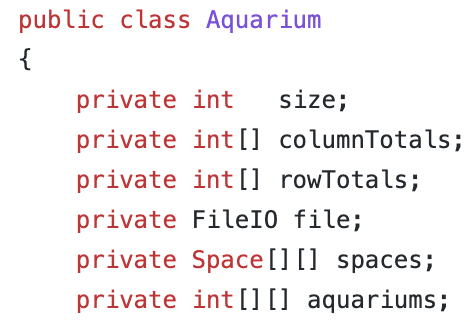 public class Aquarium
{
    private int   size;
    private int[] columnTotals;
    private int[] rowTotals;
    private FileIO file;
    private Space[][] spaces;
    private int[][] aquariums;